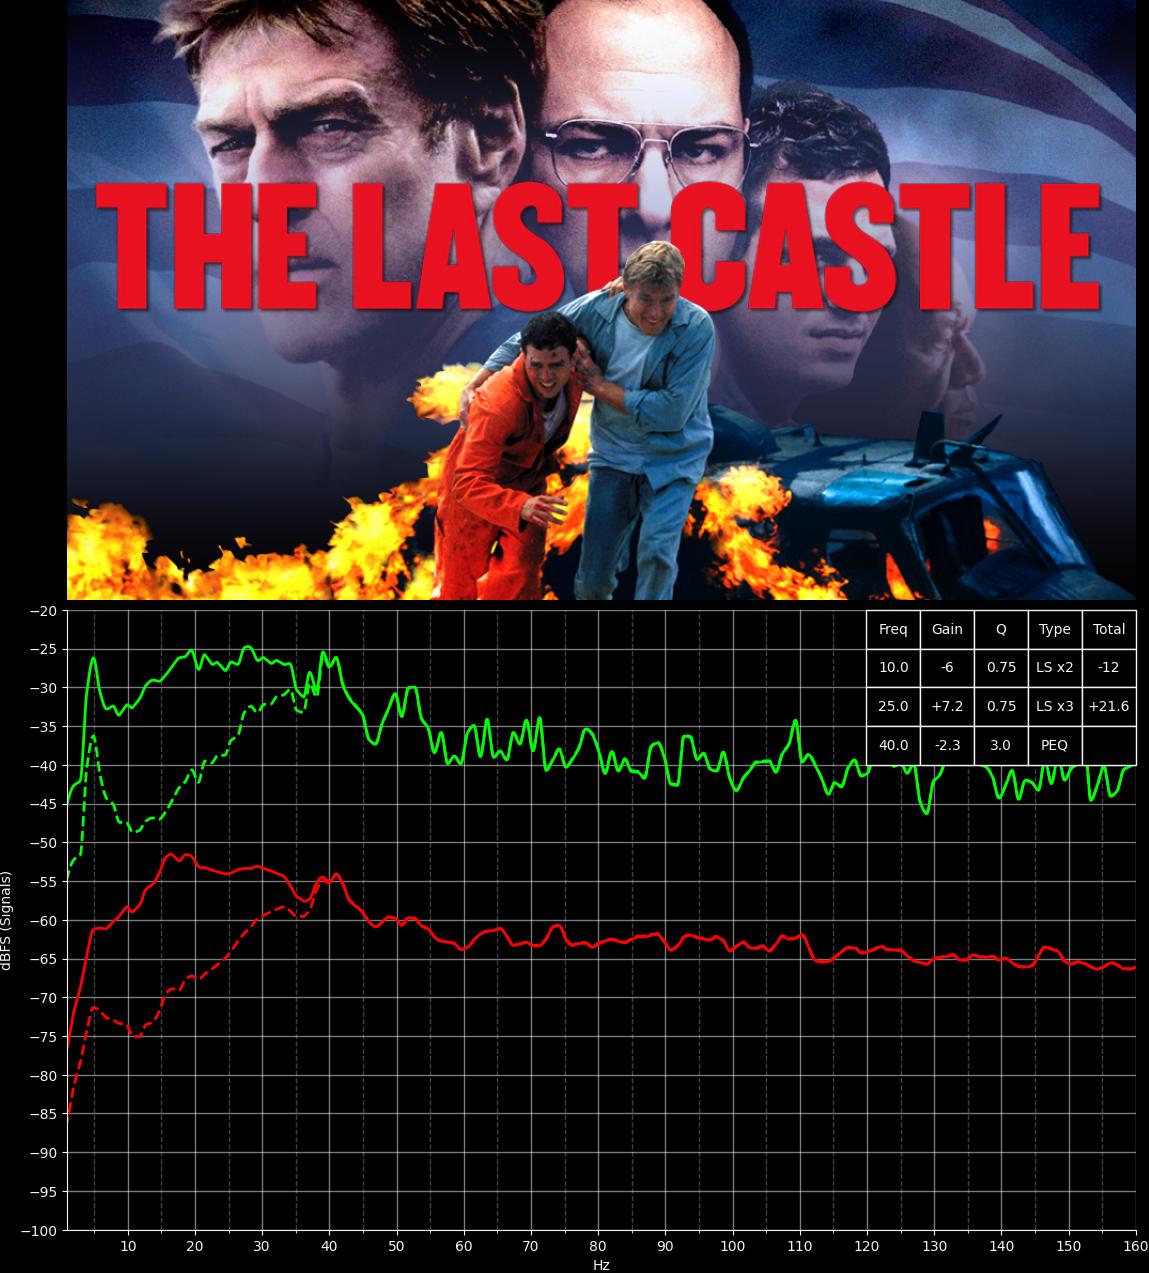 THE LAST CASTLE
Freq Gain Q Type Total
10.0 -6 0.75 LS x2 -12
25.0 +7.2 0.75 LS x3 +21.6
40.0 -2.3 3.0 PEQ
−20
−25
−30
−35
−40
−45
−50
−55
−60
−65
−70
−75
−80
−85
−90
−95
−100
dBFS (Signals)
10 20 30 40 50 60 70 80 90 100 110 120 130 140 150 160
Hz